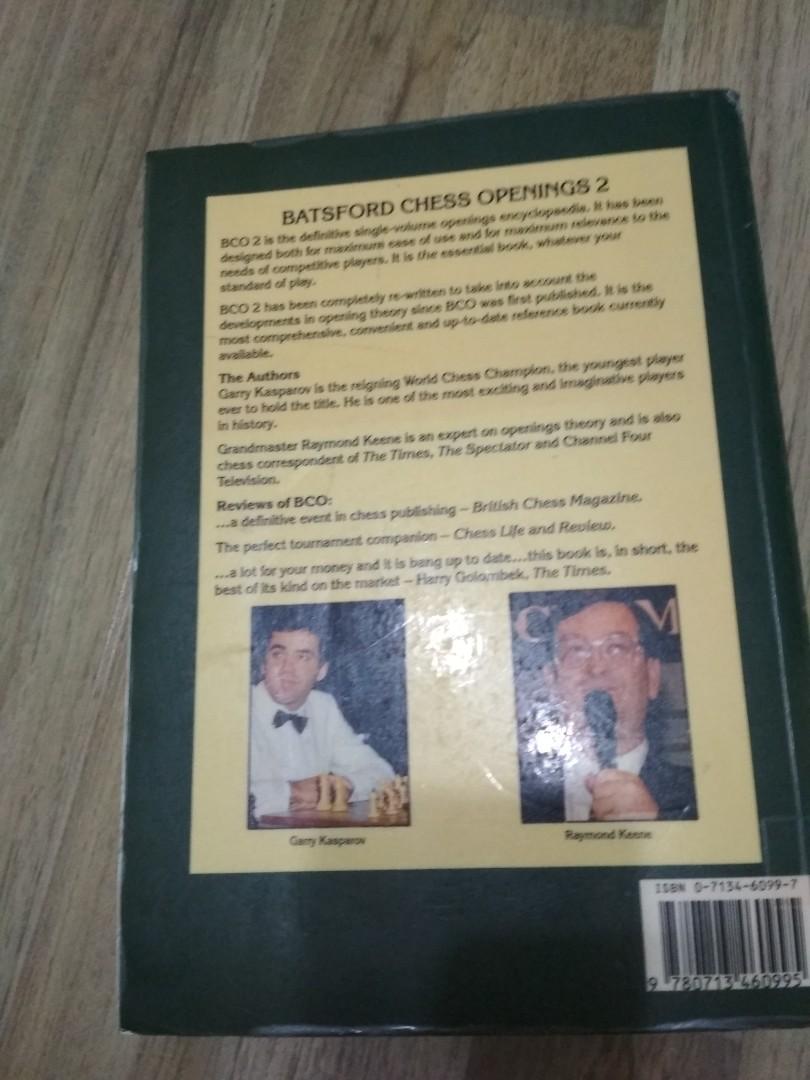 BATSFORD CHESS OPENINGS 2
BCO 2 is the definitive single-volume openings encyclopaedia. It has been
designed both for maximum ease of use and for maximum relevance to the
needs of competitive players. It is the essential book, whatever your
standard of play.
BCO 2 has been completely re-written to take into account the
developments in opening theory since BCO was first published. It is the
most comprehensive, convenient and up-to-date reference book currently
available.
The Authors
Garry Kasparov is the reigning World Chess Champion, the youngest player
ever to hold the title. He is one of the most exciting and imaginative players
in history.
Grandmaster Raymond Keene is an expert on openings theory and is also
chess correspondent of The Times, The Spectator and Channel Four
Television.
Reviews of BCO:
...a definitive event in chess publishing – British Chess Magazine.
The perfect tournament companion – Chess Life and Review.
...a lot for your money and it is bang up to date...this book is, in short, the
best of its kind on the market – Harry Golombek, The Times.
C M
Garry Kasparov
Raymond Keene
ISBN 0-7134-6099-7
9 780713 460995